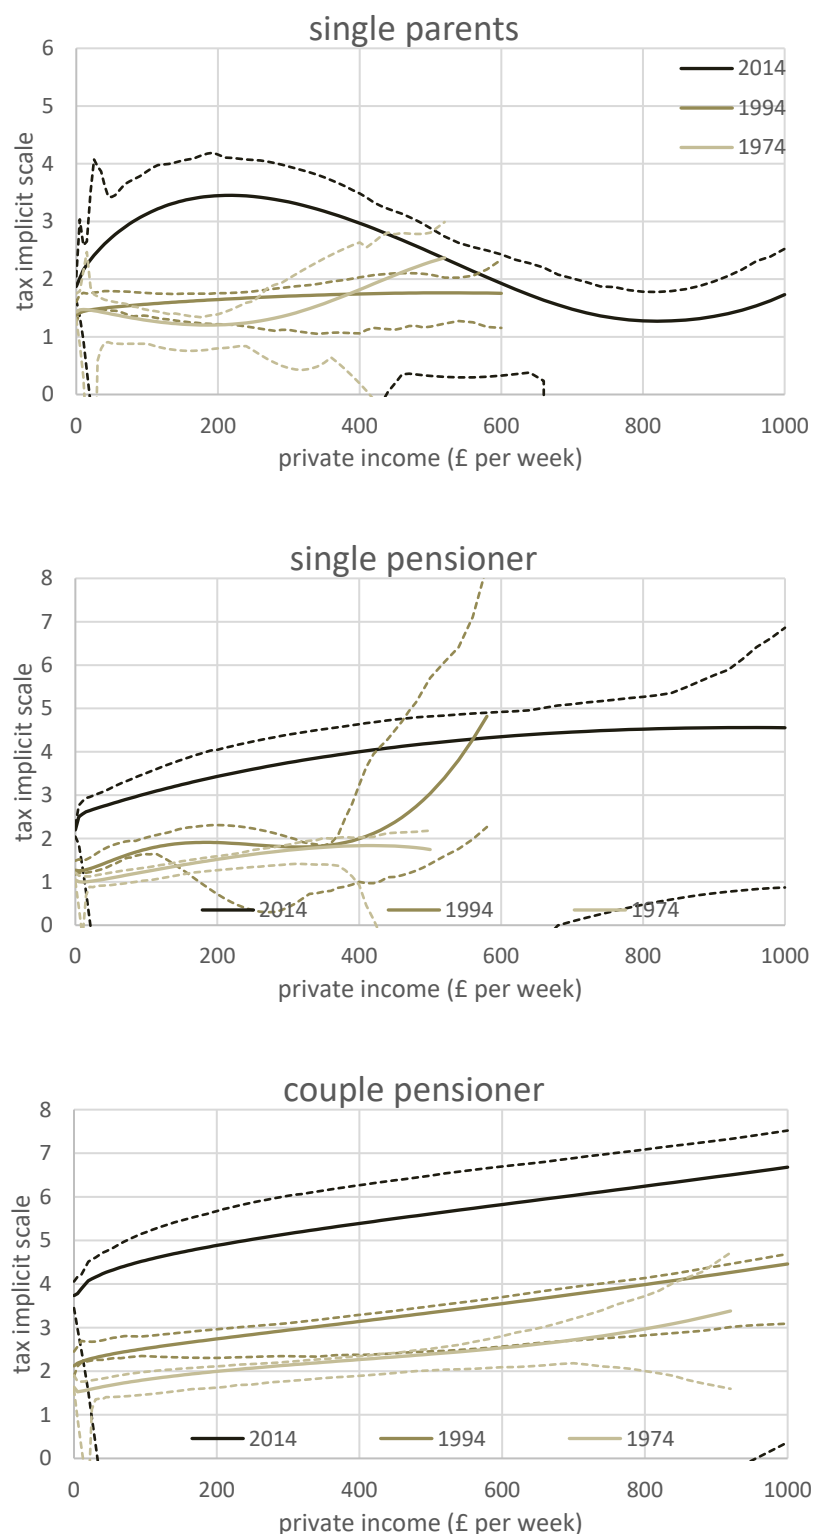 single parents
6
5
4
3
2
1
0
tax implicit scale
2014
1994
1974
0 200 400 600 800 1000
private income (£ per week)
single pensioner
8
7
6
5
4
3
2
1
0
tax implicit scale
2014 1994 1974
0 200 400 600 800 1000
private income (£ per week)
couple pensioner
8
7
6
5
4
3
2
1
0
tax implicit scale
2014 1994 1974
0 200 400 600 800 1000
private income (£ per week)